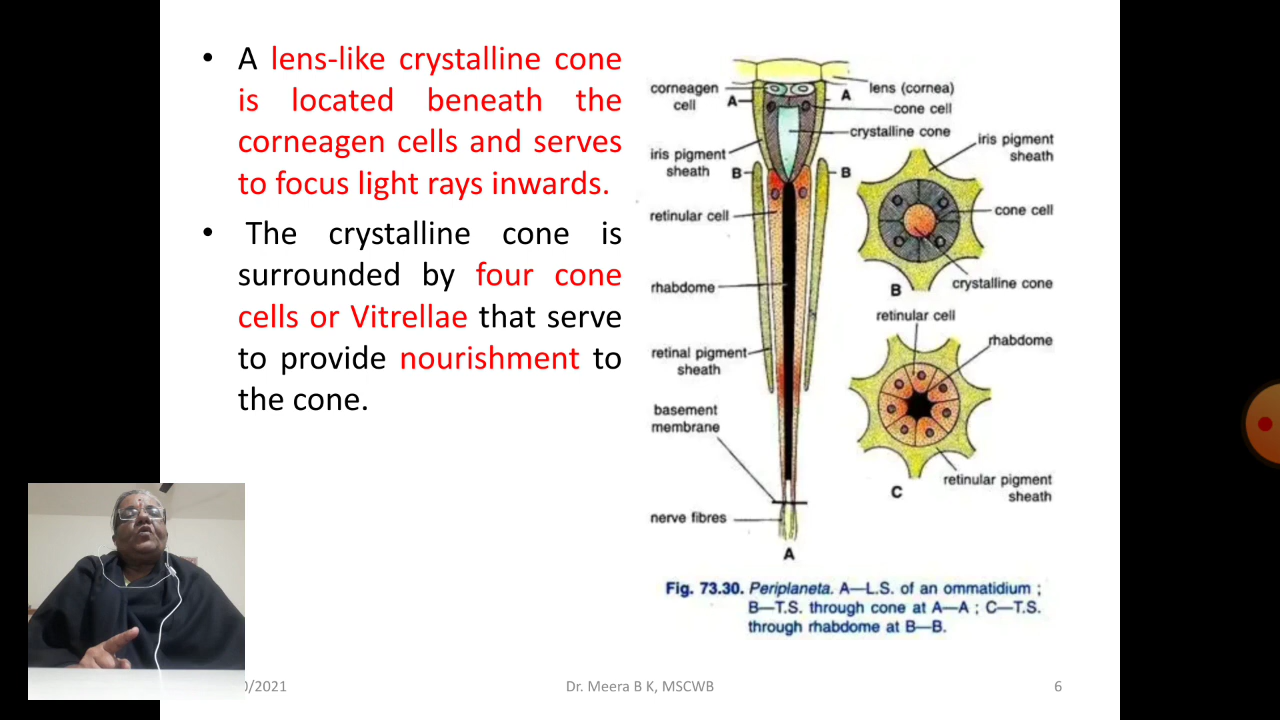 • A lens-like crystalline cone
is located beneath the
corneagen cells and serves
to focus light rays inwards.
• The crystalline cone is
surrounded by four cone
cells or Vitrellae that serve
to provide nourishment to
the cone.
corneagen
cell
A
A
lens (cornea)
cone cell
crystalline cone
iris pigment
sheath
B
B
retinular cell
rhabdome
retinal pigment
sheath
basement
membrane
nerve fibres
A
iris pigment
sheath
cone cell
crystalline cone
B
retinular cell
rhabdome
retinular pigment
sheath
C
Fig. 73.30. Periplaneta. A—L.S. of an ommatidium ;
B—T.S. through cone at A—A ; C—T.S.
through rhabdome at B—B.
0/2021
Dr. Meera B K, MSCWB
6